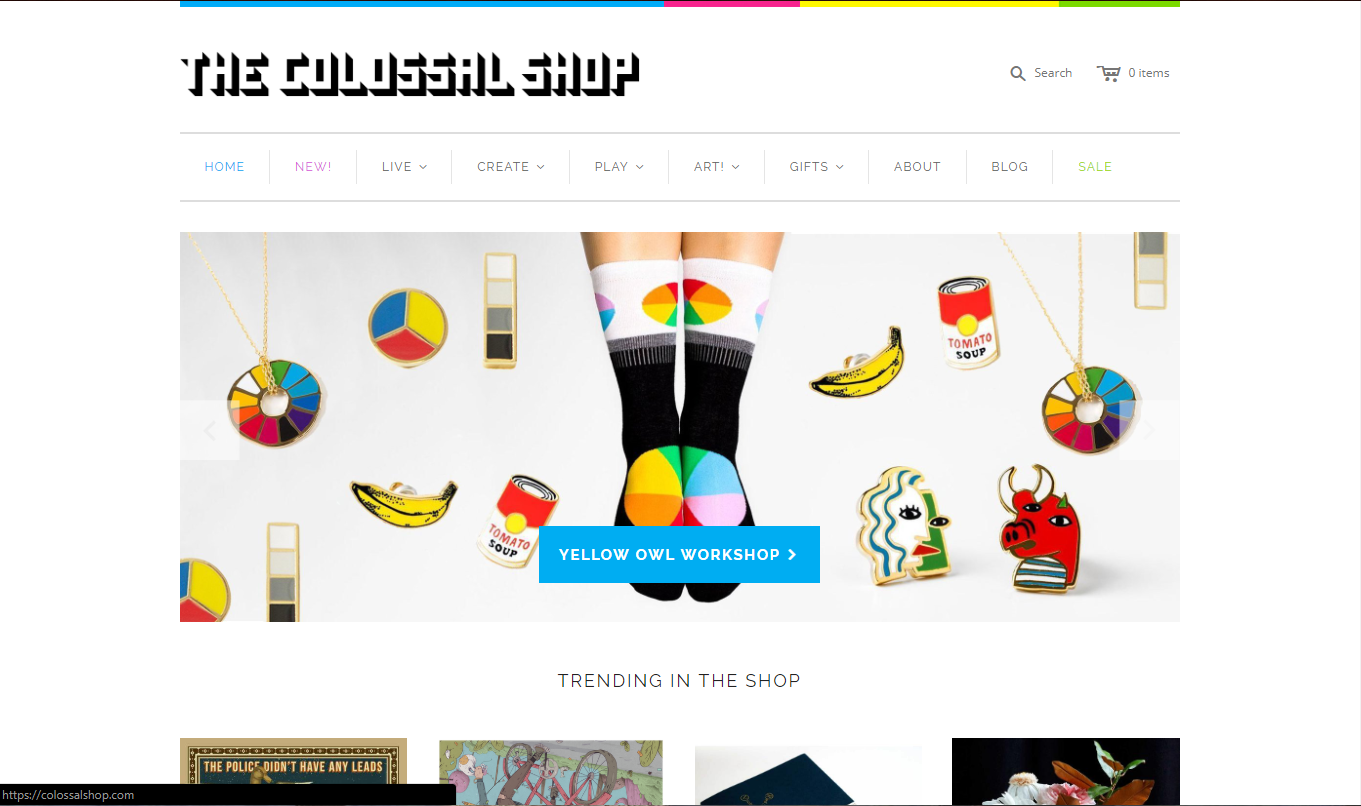 THE COLOSSAL SHOP
Search
0 items
HOME
NEW!
LIVE
CREATE
PLAY
ART!
GIFTS
ABOUT
BLOG
SALE
TOMATO
SOUP
TOMATO
SOUP
YELLOW OWL WORKSHOP
TRENDING IN THE SHOP
THE POLICE DIDN'T HAVE ANY LEADS
https://colossalshop.com